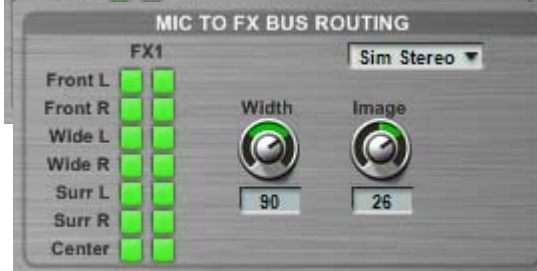 MIC TO FX BUS ROUTING
FX1
Sim Stereo
Front L
Front R
Width
Image
Wide L
Wide R
Surr L
90
26
Surr R
Center